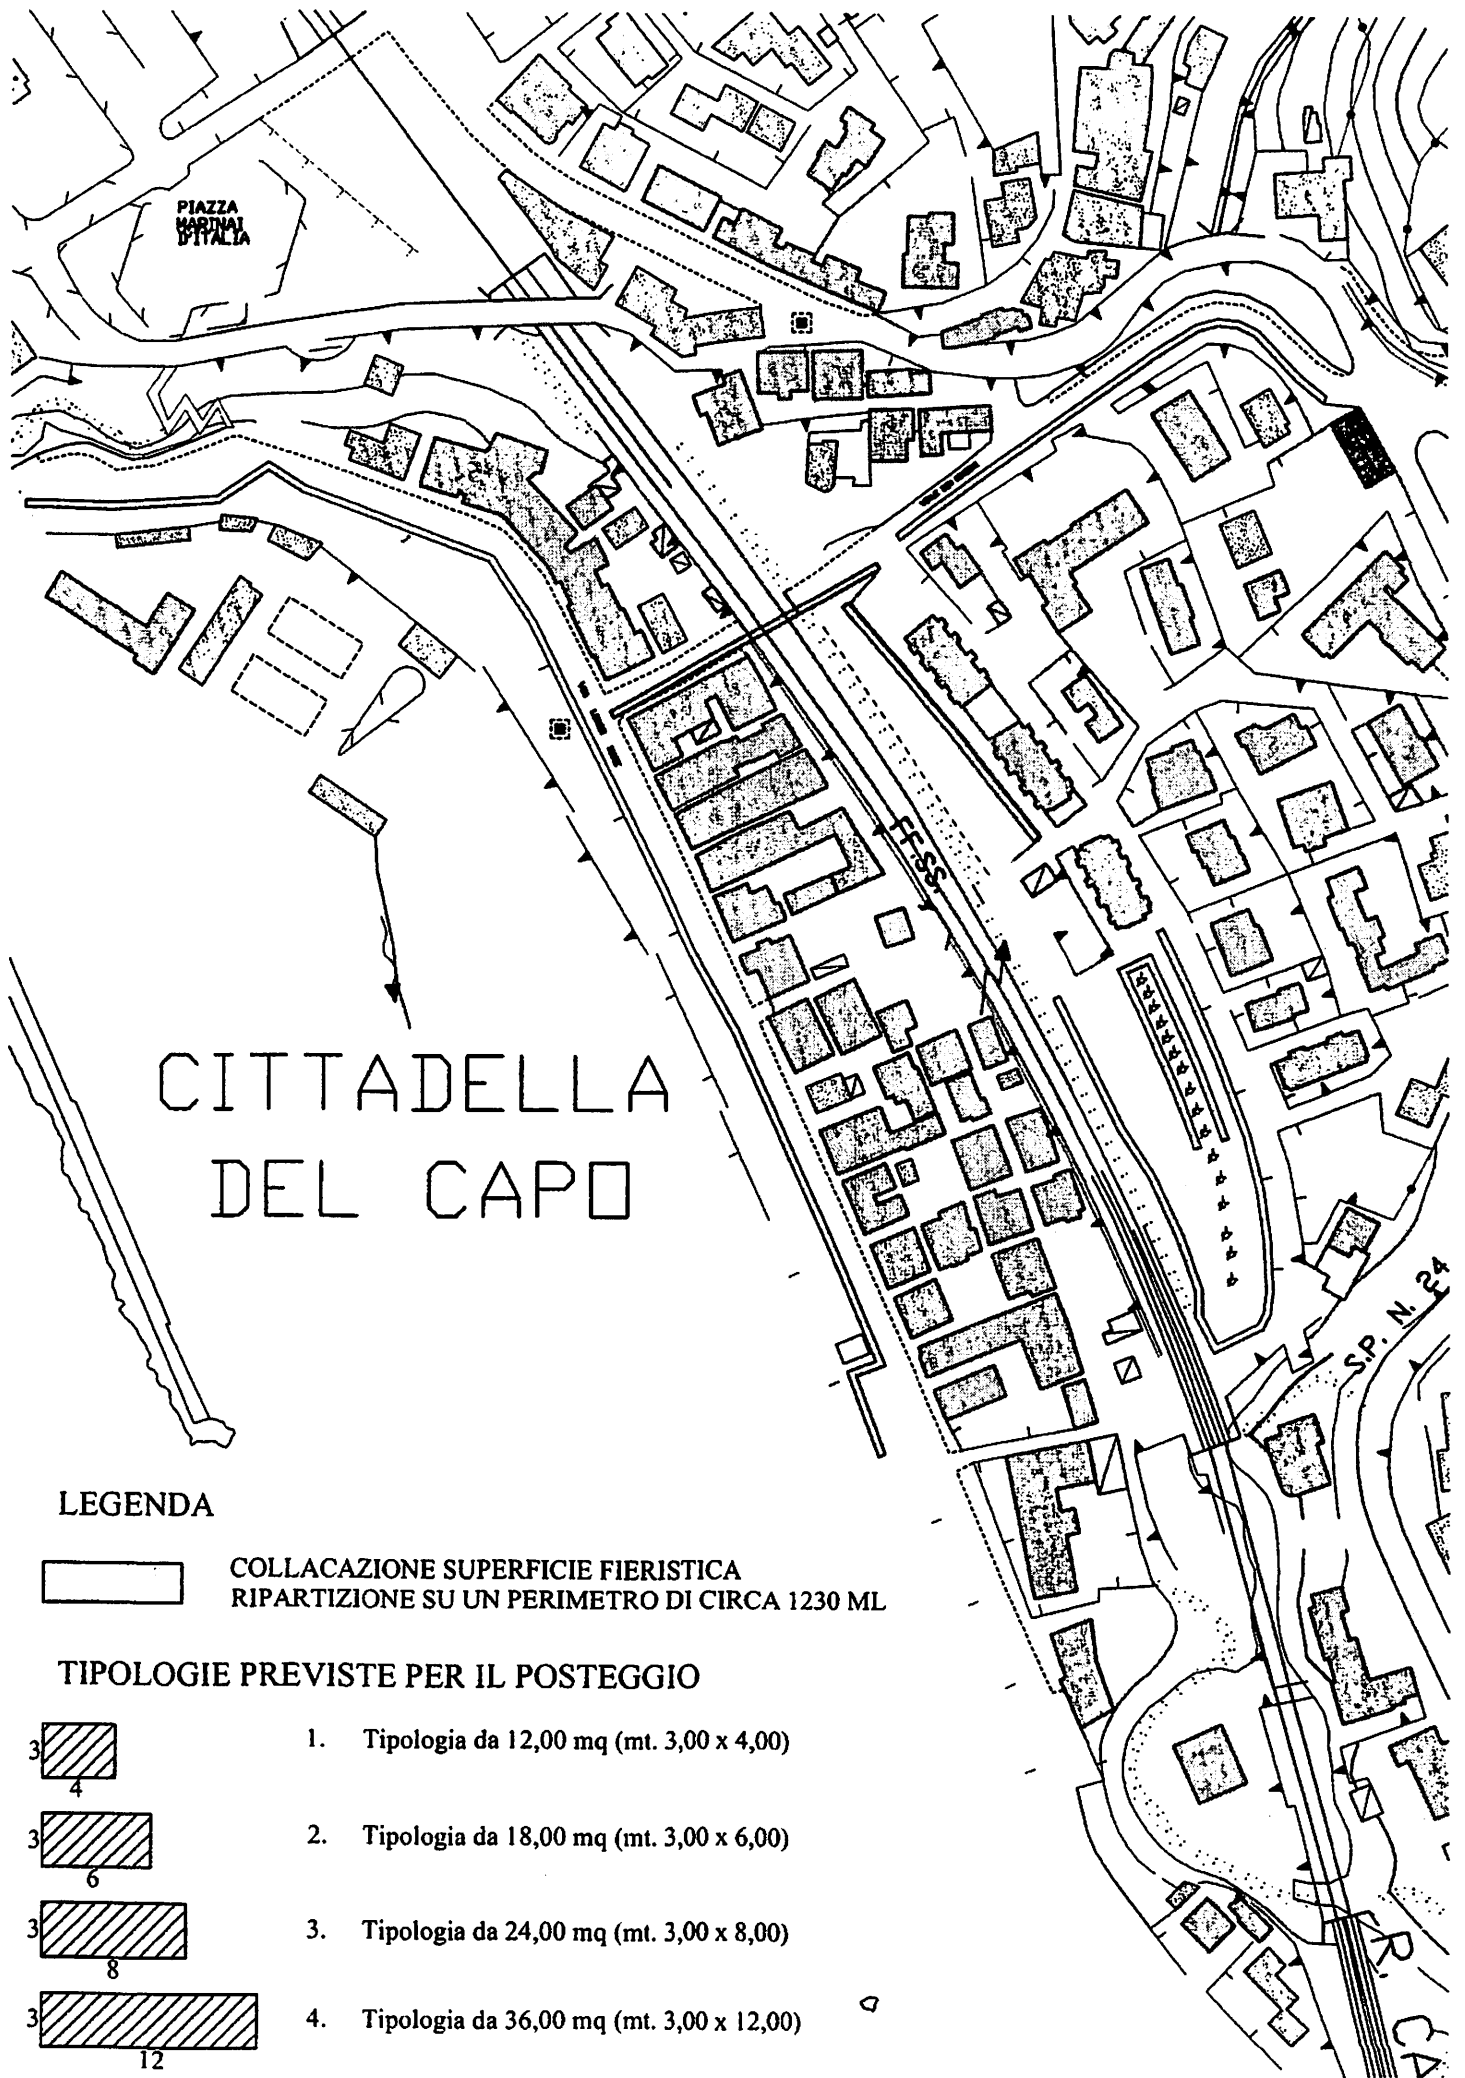 PIAZZA
MARINAI
D'ITALIA
FF.SS.
CITTADELLA
DEL CAPO
S.P. N. 24
LEGENDA
COLLACAZIONE SUPERFICIE FIERISTICA
RIPARTIZIONE SU UN PERIMETRO DI CIRCA 1230 ML
TIPOLOGIE PREVISTE PER IL POSTEGGIO
3
4
1. Tipologia da 12,00 mq (mt. 3,00 x 4,00)
3
6
2. Tipologia da 18,00 mq (mt. 3,00 x 6,00)
3
8
3. Tipologia da 24,00 mq (mt. 3,00 x 8,00)
3
12
4. Tipologia da 36,00 mq (mt. 3,00 x 12,00)